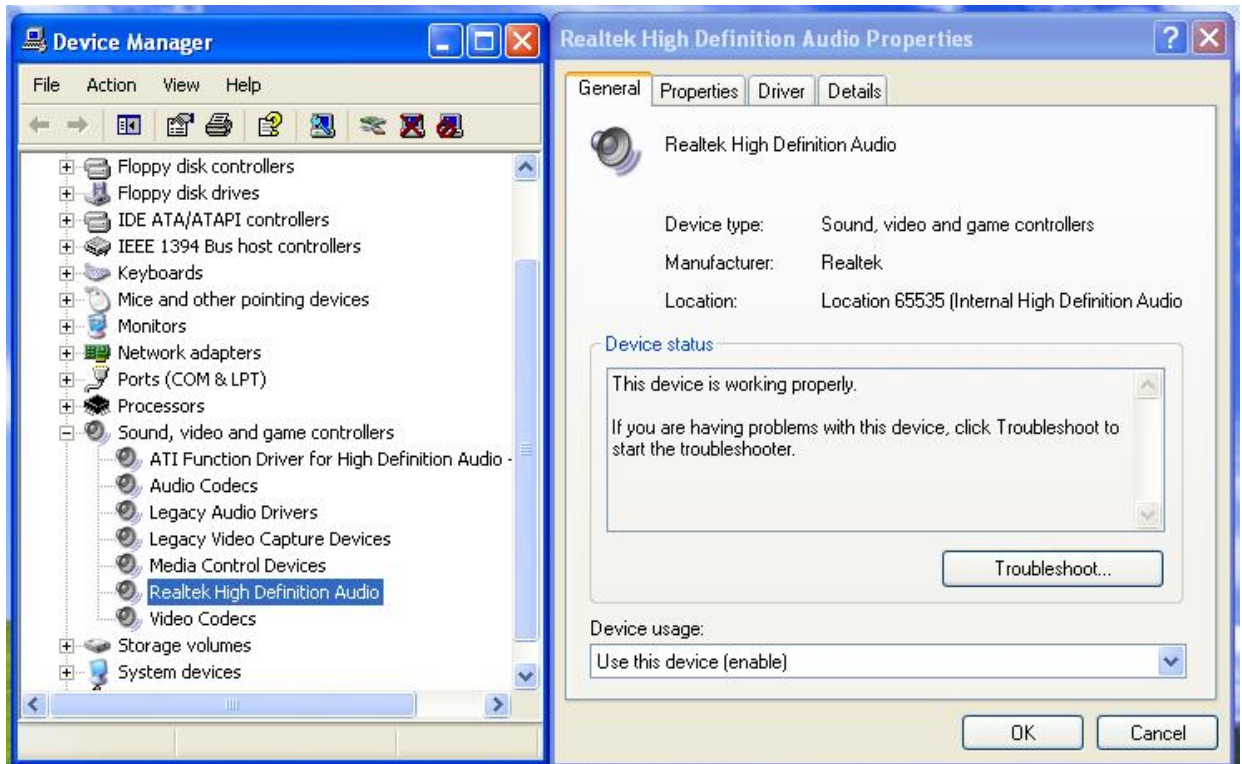 Device Manager
File Action View Help
Floppy disk controllers
Floppy disk drives
IDE ATA/ATAPI controllers
IEEE 1394 Bus host controllers
Keyboards
Mice and other pointing devices
Monitors
Network adapters
Ports (COM & LPT)
Processors
Sound, video and game controllers
ATI Function Driver for High Definition Audio -
Audio Codecs
Legacy Audio Drivers
Legacy Video Capture Devices
Media Control Devices
Realtek High Definition Audio
Video Codecs
Storage volumes
System devices
Realtek High Definition Audio Properties
General Properties Driver Details
Realtek High Definition Audio
Device type: Sound, video and game controllers
Manufacturer: Realtek
Location: Location 65535 (Internal High Definition Audio
Device status
This device is working properly.
If you are having problems with this device, click Troubleshoot to
start the troubleshooter.
Troubleshoot...
Device usage:
Use this device (enable)
OK Cancel